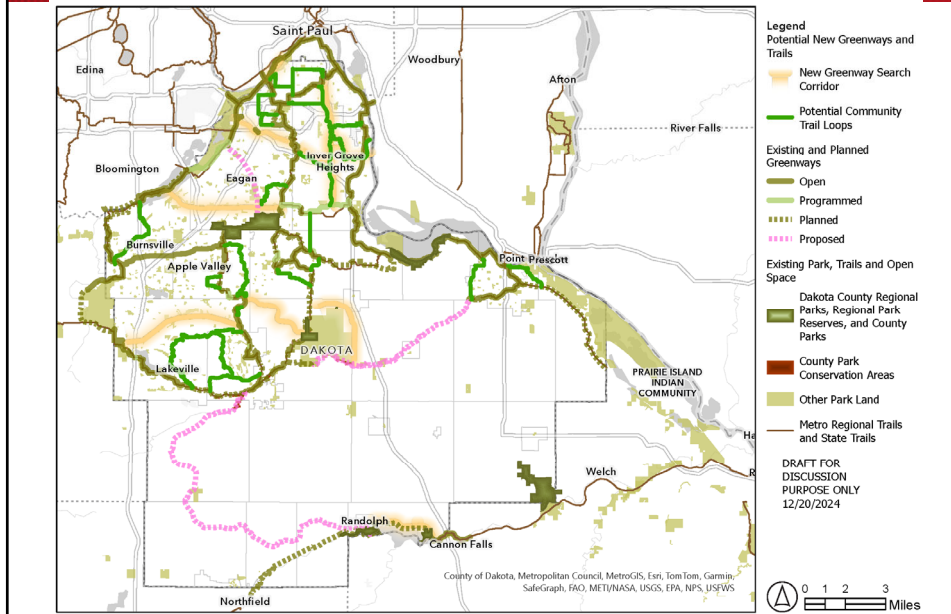 Saint Paul
Woodbury
Edina
Afton
River Falls
Inver Grove
Heights
Bloomington
Eagan
Burnsville
Apple Valley
Point
Prescott
DAKOTA
Lakeville
PRAIRIE ISLAND
INDIAN
COMMUNITY
Ha
Welch
R
Randolph
Cannon Falls
Northfield
County of Dakota, Metropolitan Council, MetroGIS, Esri, TomTom, Garmin,
SafeGraph, FAO, METI/NASA, USGS, EPA, NPS, USFWS
Legend
Potential New Greenways and
Trails
New Greenway Search
Corridor
Potential Community
Trail Loops
Existing and Planned
Greenways
Open
Programmed
Planned
Proposed
Existing Park, Trails and Open
Space
Dakota County Regional
Parks, Regional Park
Reserves, and County
Parks
County Park
Conservation Areas
Other Park Land
Metro Regional Trails
and State Trails
DRAFT FOR
DISCUSSION
PURPOSE ONLY
12/20/2024
0 1 2 3
Miles